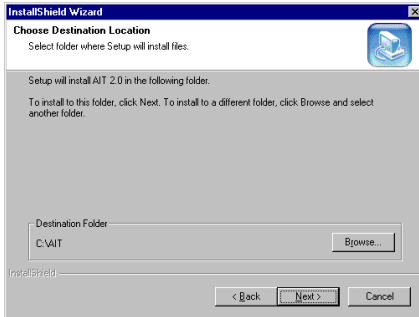 InstallShield Wizard
Choose Destination Location
Select folder where Setup will install files.
Setup will install AIT 2.0 in the following folder.
To install to this folder, click Next. To install to a different folder, click Browse and select
another folder.
Destination Folder
C:\AIT
Browse...
InstallShield
< Back
Next >
Cancel